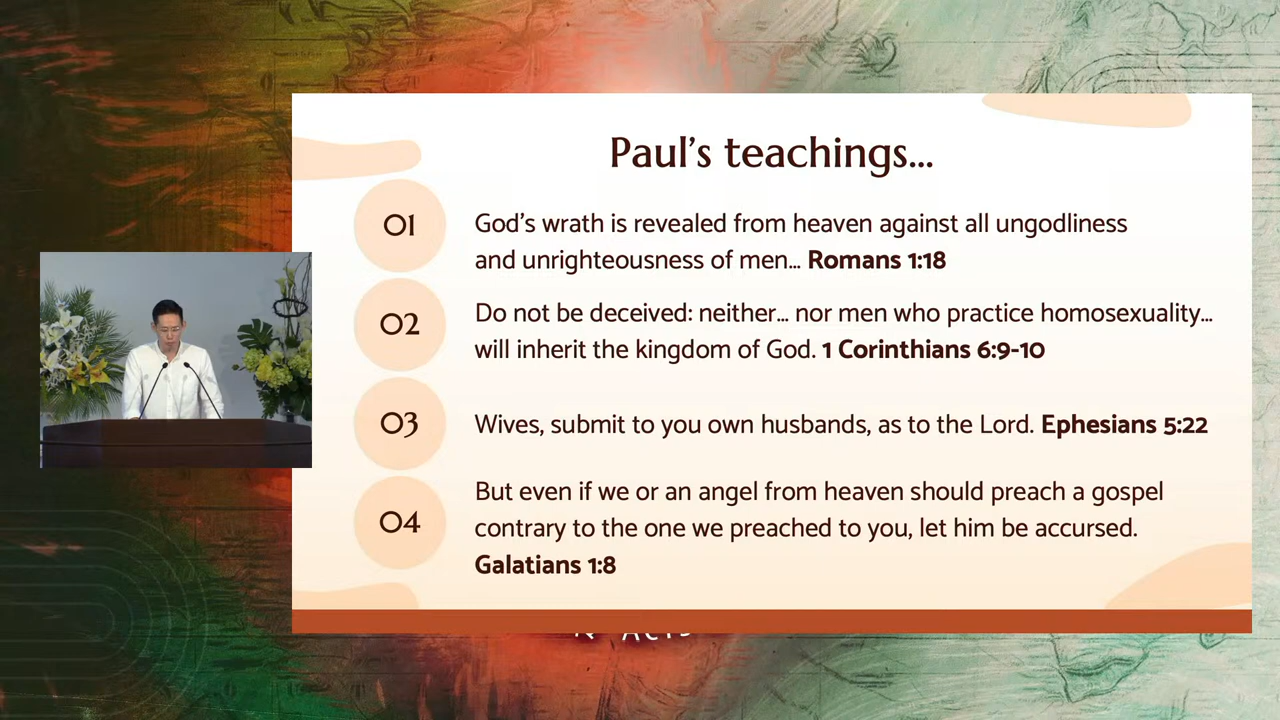 Paul's teachings...
01
God's wrath is revealed from heaven against all ungodliness
and unrighteousness of men... Romans 1:18
02
Do not be deceived: neither... nor men who practice homosexuality...
will inherit the kingdom of God. 1 Corinthians 6:9-10
03
Wives, submit to you own husbands, as to the Lord. Ephesians 5:22
04
But even if we or an angel from heaven should preach a gospel
contrary to the one we preached to you, let him be accursed.
Galatians 1:8
ACTS